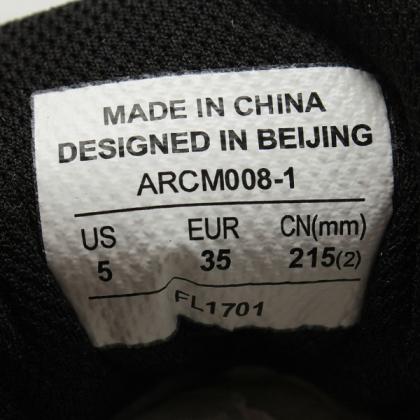 MADE IN CHINA
DESIGNED IN BEIJING
ARCM008-1
US EUR CN(mm)
5 35 215(2)
FL1701